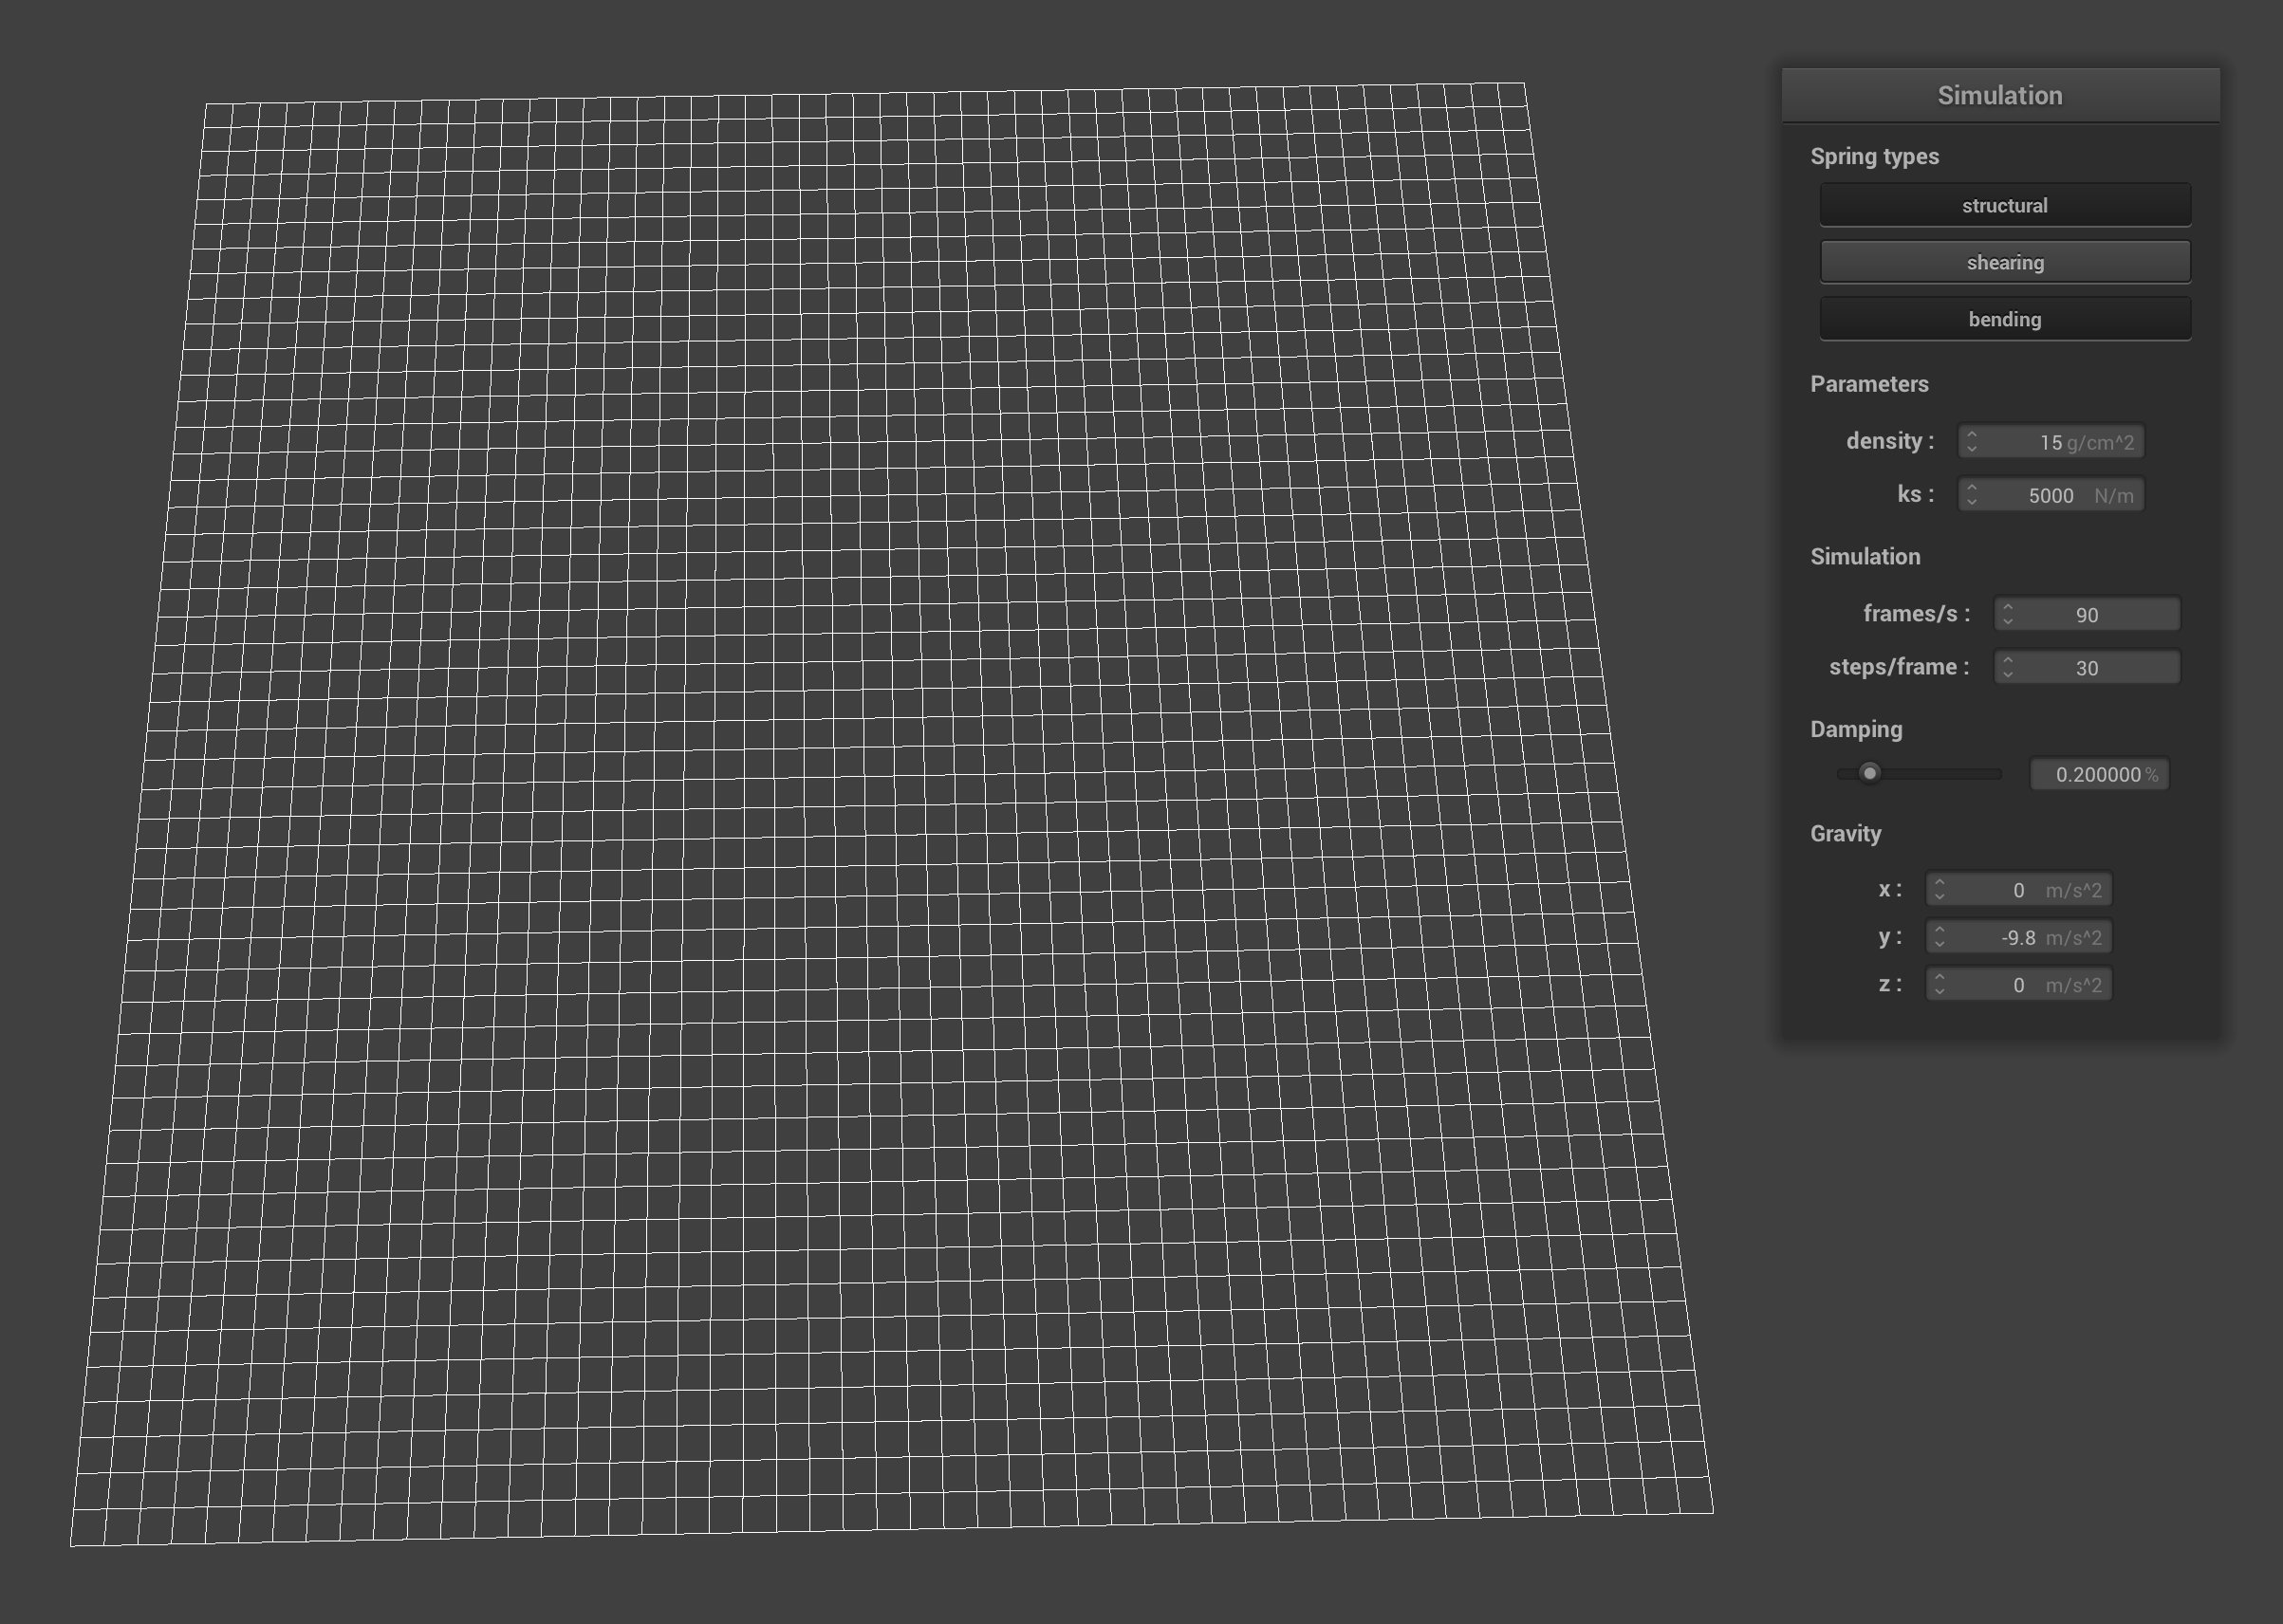 Simulation
Spring types
structural
shearing
bending
Parameters
density : 15 g/cm^2
ks : 5000 N/m
Simulation
frames/s : 90
steps/frame : 30
Damping
0.200000 %
Gravity
x : 0 m/s^2
y : -9.8 m/s^2
z : 0 m/s^2